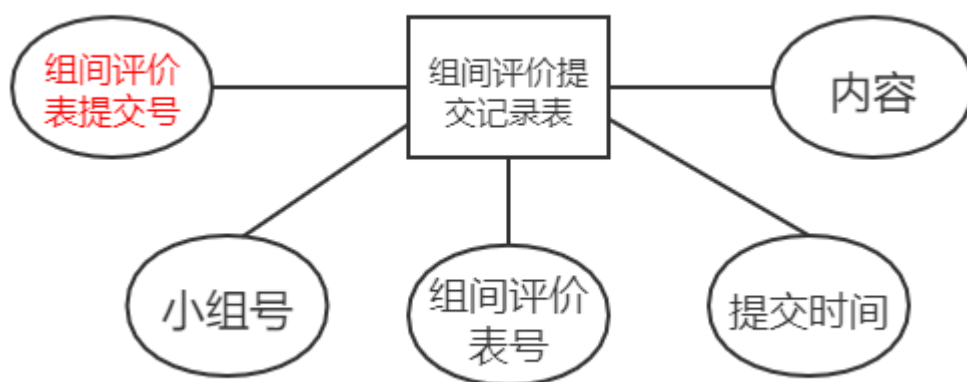 组间评价
表提交号
组间评价提
交记录表
内容
小组号
组间评价
表号
提交时间